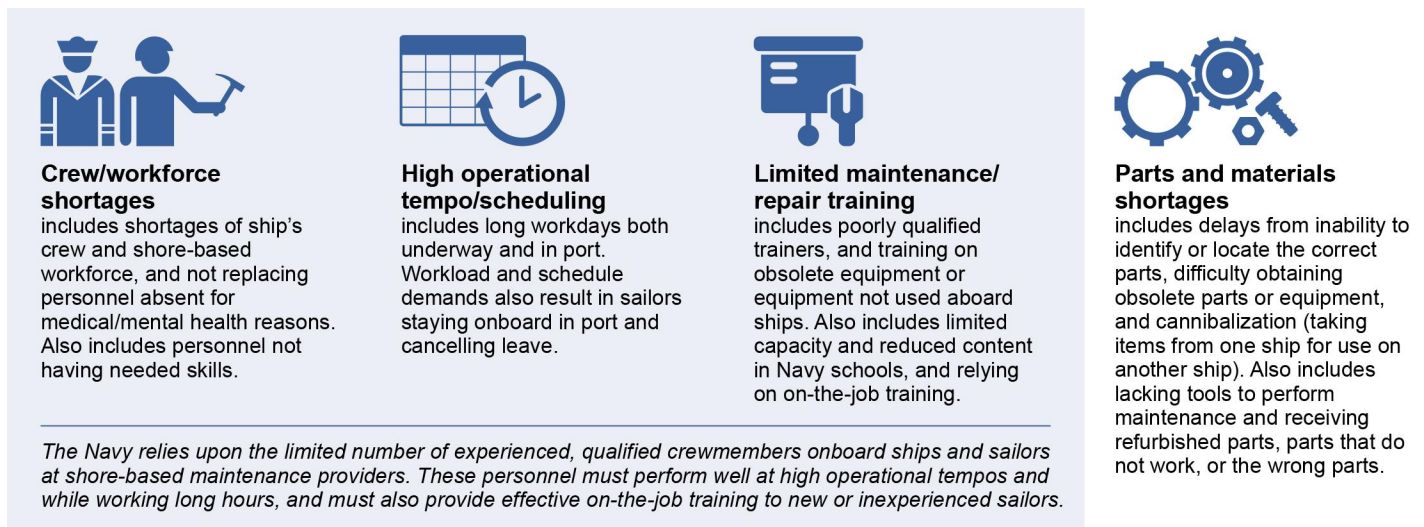 Crew/workforce
shortages
includes shortages of ship’s
crew and shore-based
workforce, and not replacing
personnel absent for
medical/mental health reasons.
Also includes personnel not
having needed skills.
High operational
tempo/scheduling
includes long workdays both
underway and in port.
Workload and schedule
demands also result in sailors
staying onboard in port and
cancelling leave.
Limited maintenance/
repair training
includes poorly qualified
trainers, and training on
obsolete equipment or
equipment not used aboard
ships. Also includes limited
capacity and reduced content
in Navy schools, and relying
on on-the-job training.
The Navy relies upon the limited number of experienced, qualified crewmembers onboard ships and sailors
at shore-based maintenance providers. These personnel must perform well at high operational tempos and
while working long hours, and must also provide effective on-the-job training to new or inexperienced sailors.
Parts and materials
shortages
includes delays from inability to
identify or locate the correct
parts, difficulty obtaining
obsolete parts or equipment,
and cannibalization (taking
items from one ship for use on
another ship). Also includes
lacking tools to perform
maintenance and receiving
refurbished parts, parts that do
not work, or the wrong parts.